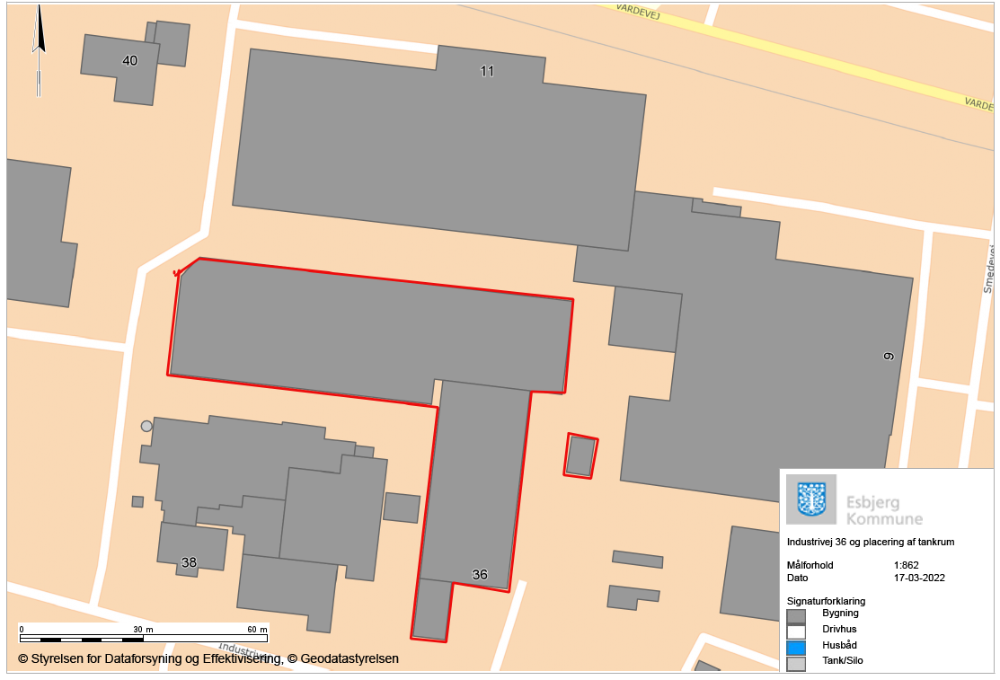 VARDEVEJ
40
11
VARDE
Smedevej
9
38
36
Esbjerg
Kommune
Industrivej 36 og placering af tankrum
Målforhold 1:862
Dato 17-03-2022
Signaturforklaring
Bygning
Drivhus
Husbåd
Tank/Silo
0 30 m 60 m
Industrivej
© Styrelsen for Dataforsyning og Effektivisering, © Geodatastyrelsen